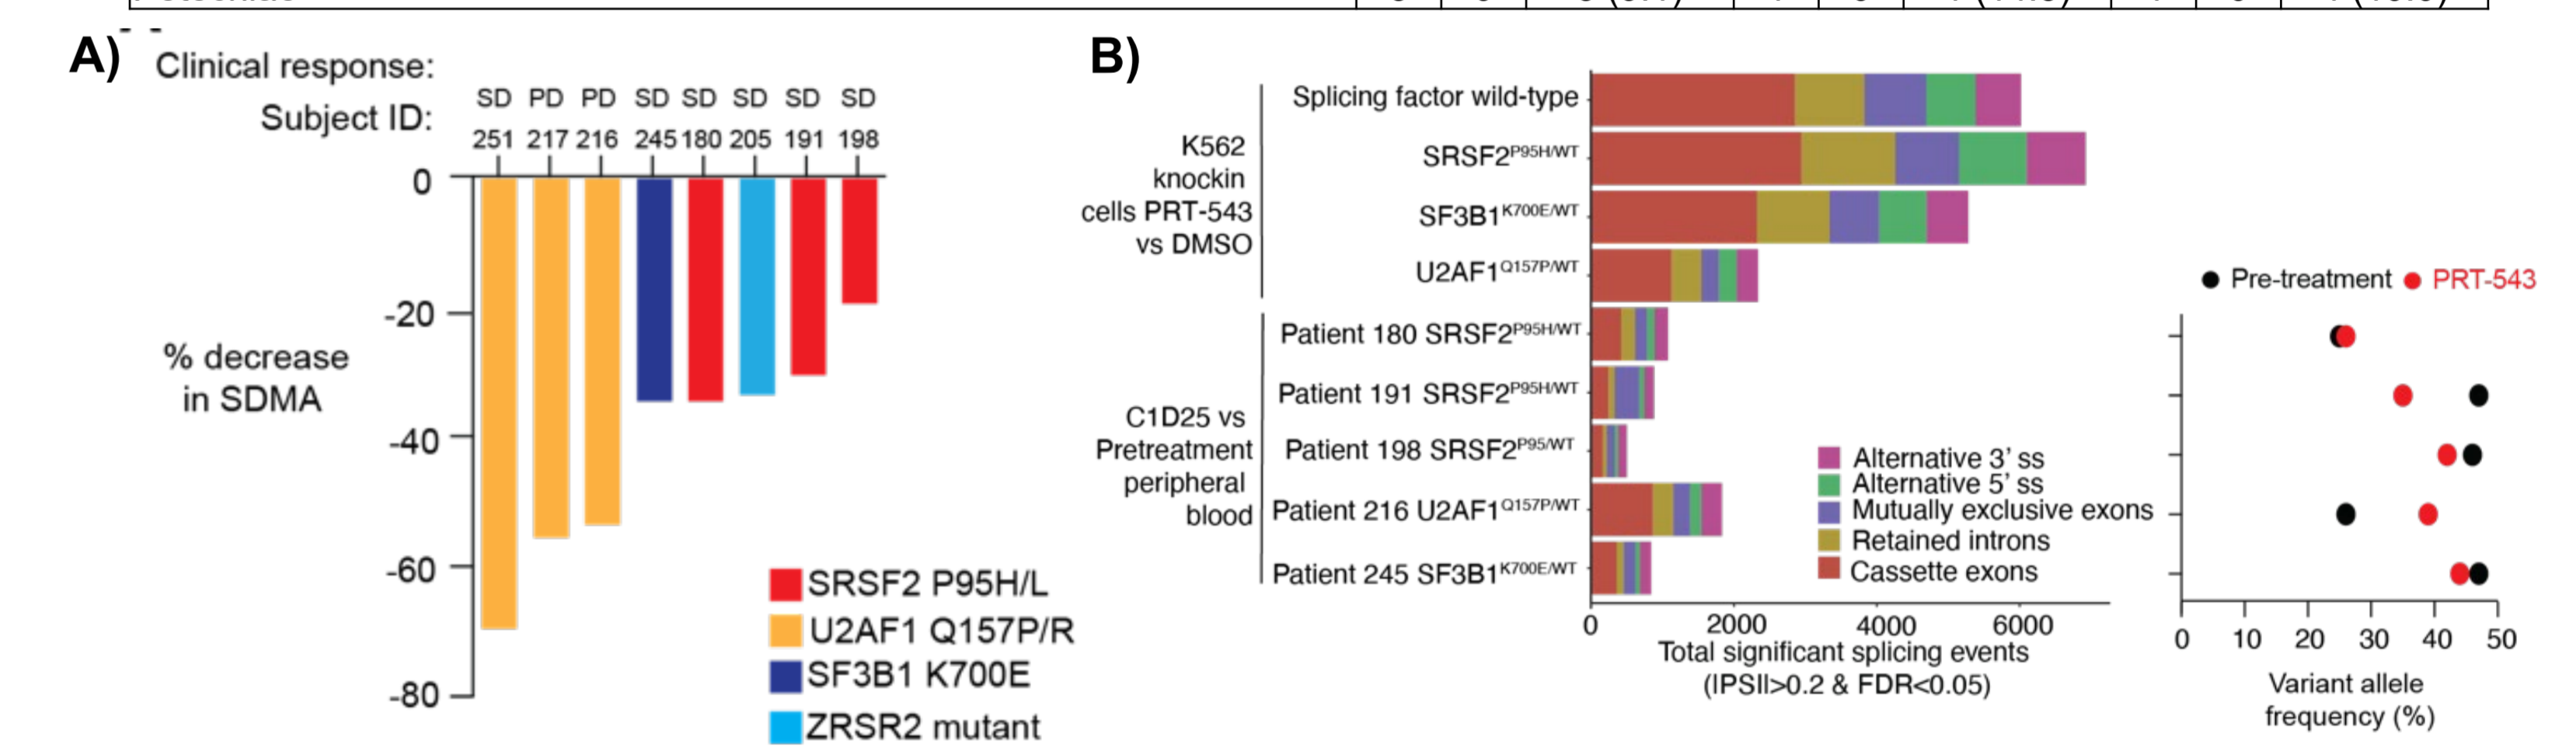 A)
Clinical response:
SD PD PD SD SD SD SD SD
Subject ID:
251 217 216 245 180 205 191 198
0
-20
-40
-60
-80
% decrease
in SDMA
SRSF2 P95H/L
U2AF1 Q157P/R
SF3B1 K700E
ZRSR2 mutant
B)
K562
knockin
cells PRT-543
vs DMSO
Splicing factor wild-type
SRSF2P95H/WT
SF3B1K700E/WT
U2AF1Q157P/WT
C1D25 vs
Pretreatment
peripheral
blood
Patient 180 SRSF2P95H/WT
Patient 191 SRSF2P95H/WT
Patient 198 SRSF2P95/WT
Patient 216 U2AF1Q157P/WT
Patient 245 SF3B1K700E/WT
Alternative 3’ ss
Alternative 5’ ss
Mutually exclusive exons
Retained introns
Cassette exons
0 2000 4000 6000
Total significant splicing events
(IPSII>0.2 & FDR<0.05)
Pre-treatment PRT-543
0 10 20 30 40 50
Variant allele
frequency (%)